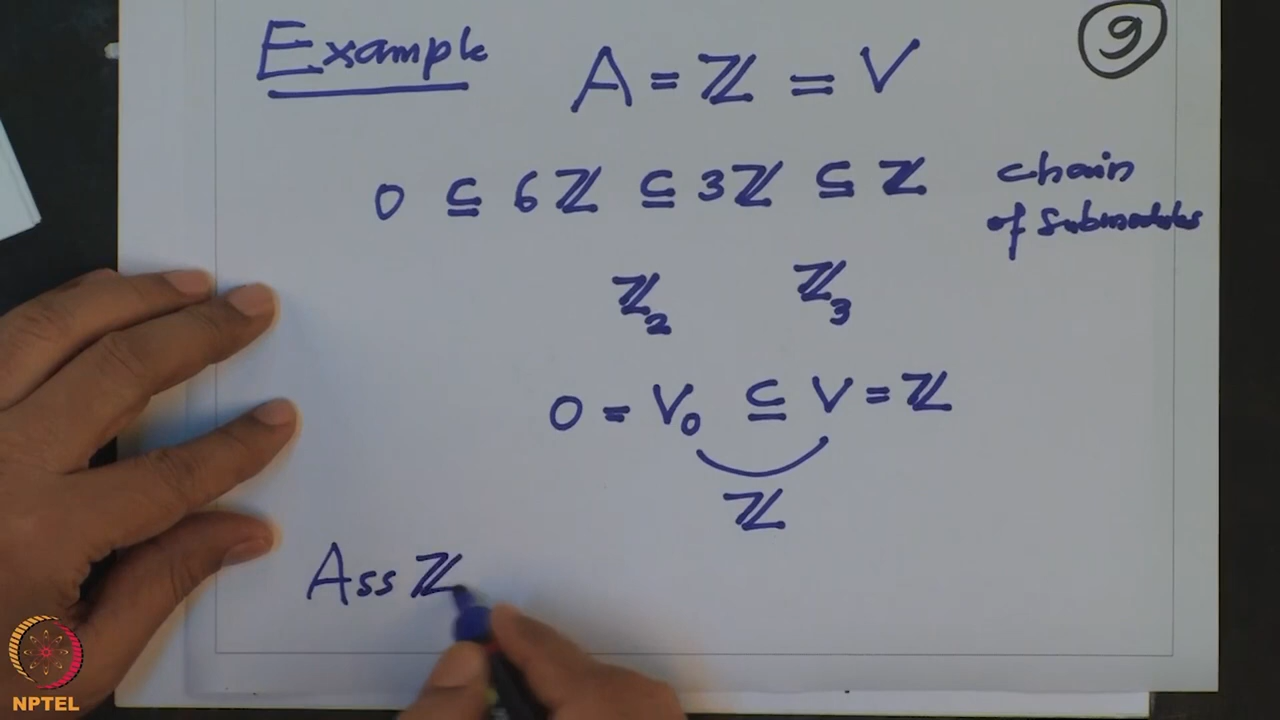 Example A = ℤ = V ⑨
0 ⊆ 6ℤ ⊆ 3ℤ ⊆ ℤ chain
of submodules
ℤ₂ ℤ₃
0 = V₀ ⊆ V = ℤ
ℤ
Ass ℤ
NPTEL